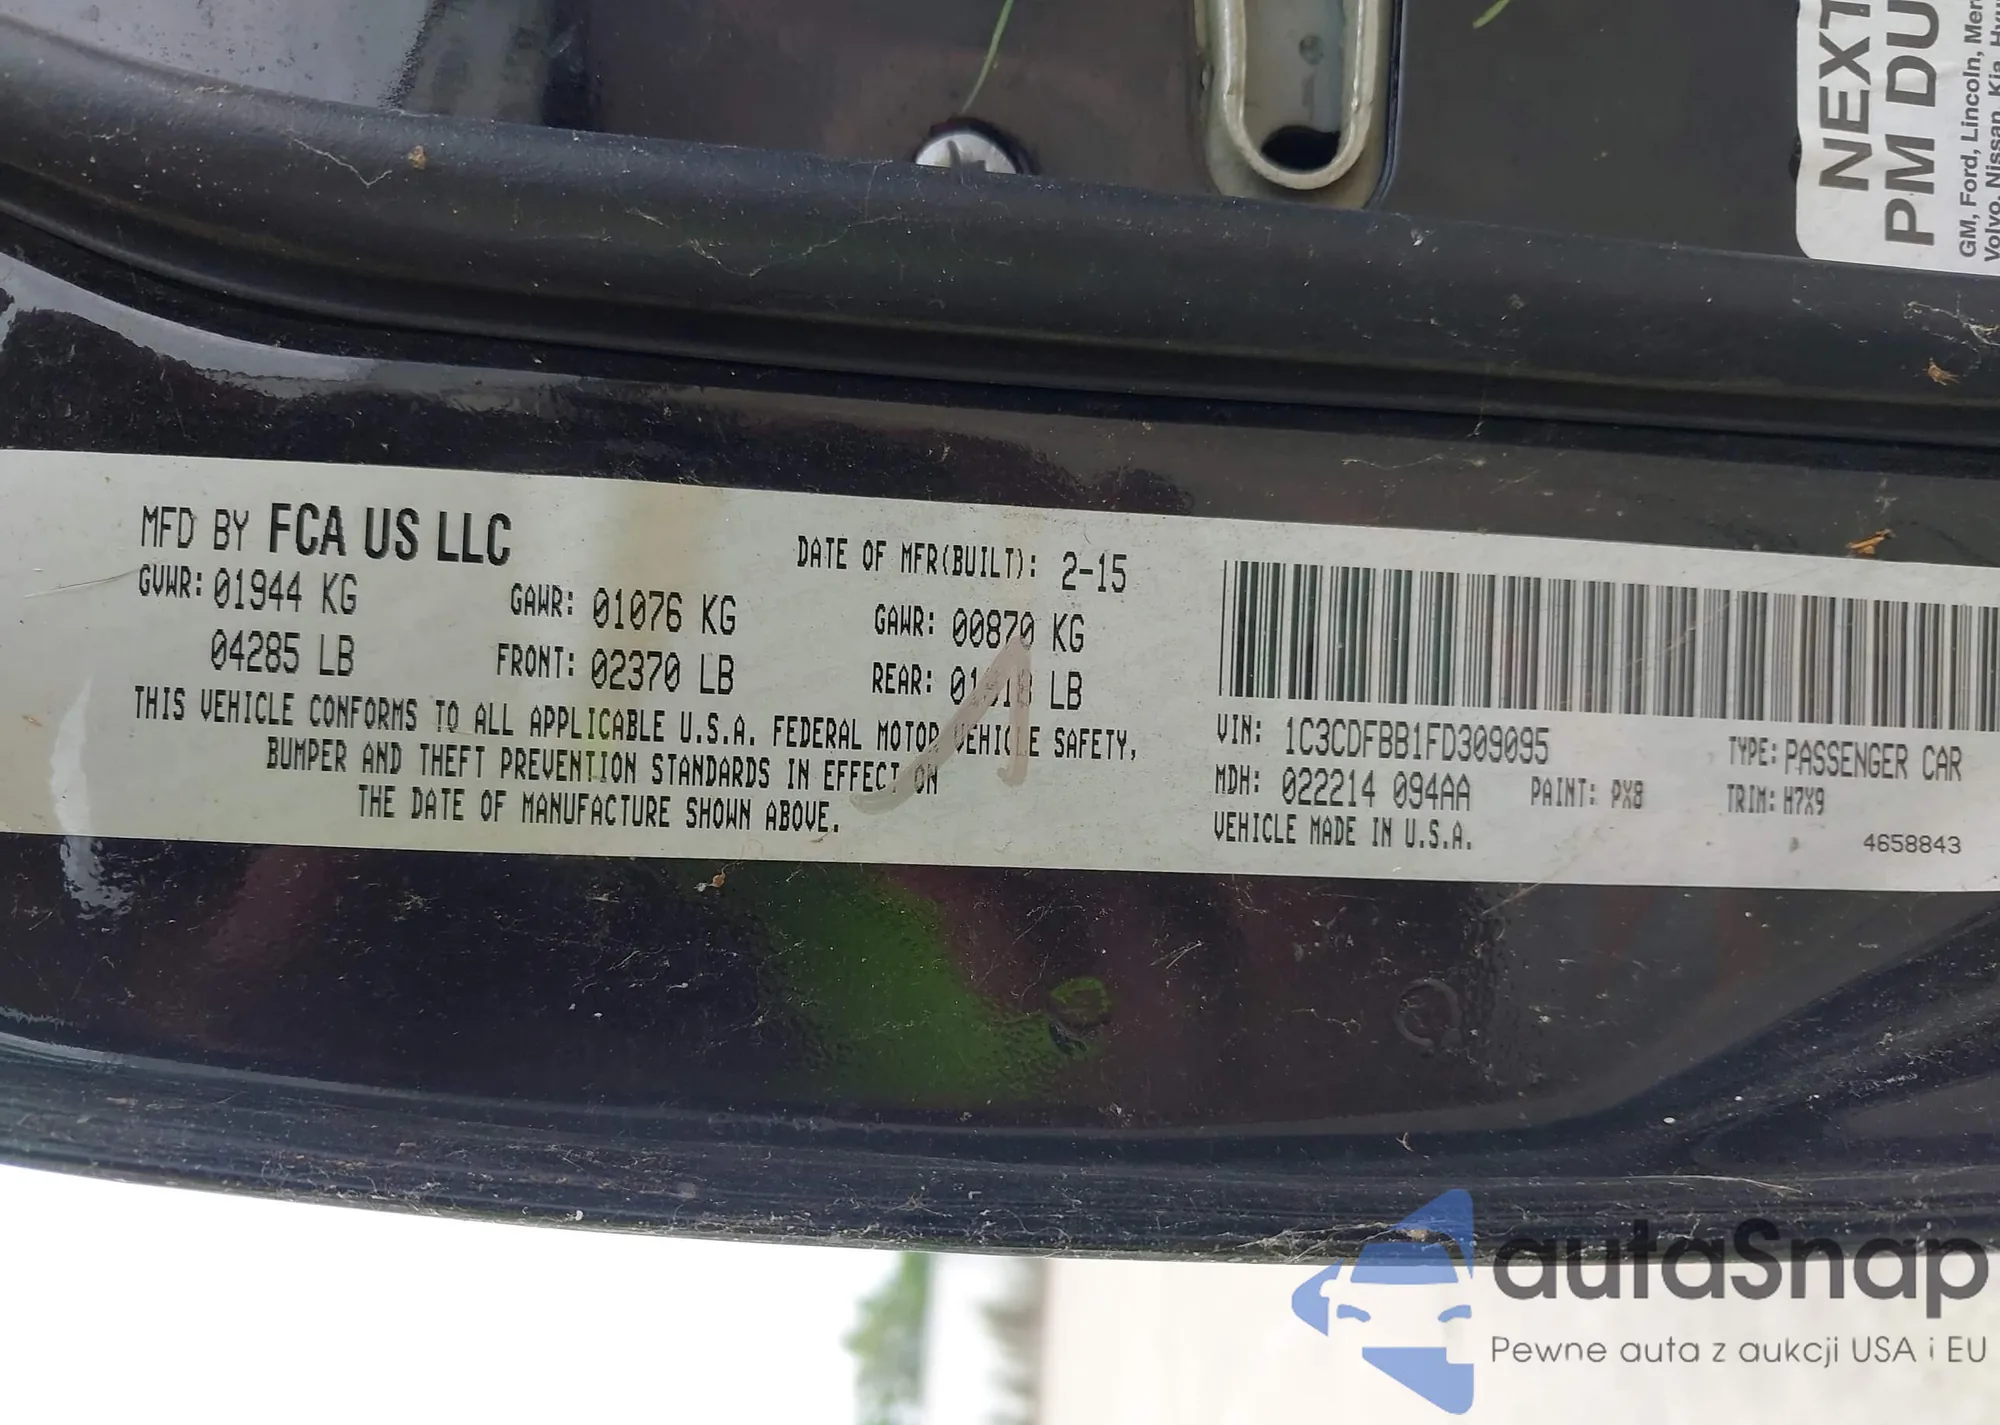 NEXT
PM DU
GM, Ford, Lincoln, Mer
Volvo, Nissan, Kia, Hyu
MFD BY FCA US LLC
DATE OF MFR(BUILT): 2-15
GVWR: 01944 KG GAWR: 01076 KG GAWR: 00870 KG
04285 LB FRONT: 02370 LB REAR: 01918 LB
THIS VEHICLE CONFORMS TO ALL APPLICABLE U.S.A. FEDERAL MOTOR VEHICLE SAFETY,
BUMPER AND THEFT PREVENTION STANDARDS IN EFFECT ON
THE DATE OF MANUFACTURE SHOWN ABOVE.
VIN: 1C3CDFBB1FD309095 TYPE: PASSENGER CAR
MDH: 022214 094AA PAINT: PX8 TRIM: H7X9
VEHICLE MADE IN U.S.A.
4658843
autaSnap
Pewne auta z aukcji USA i EU